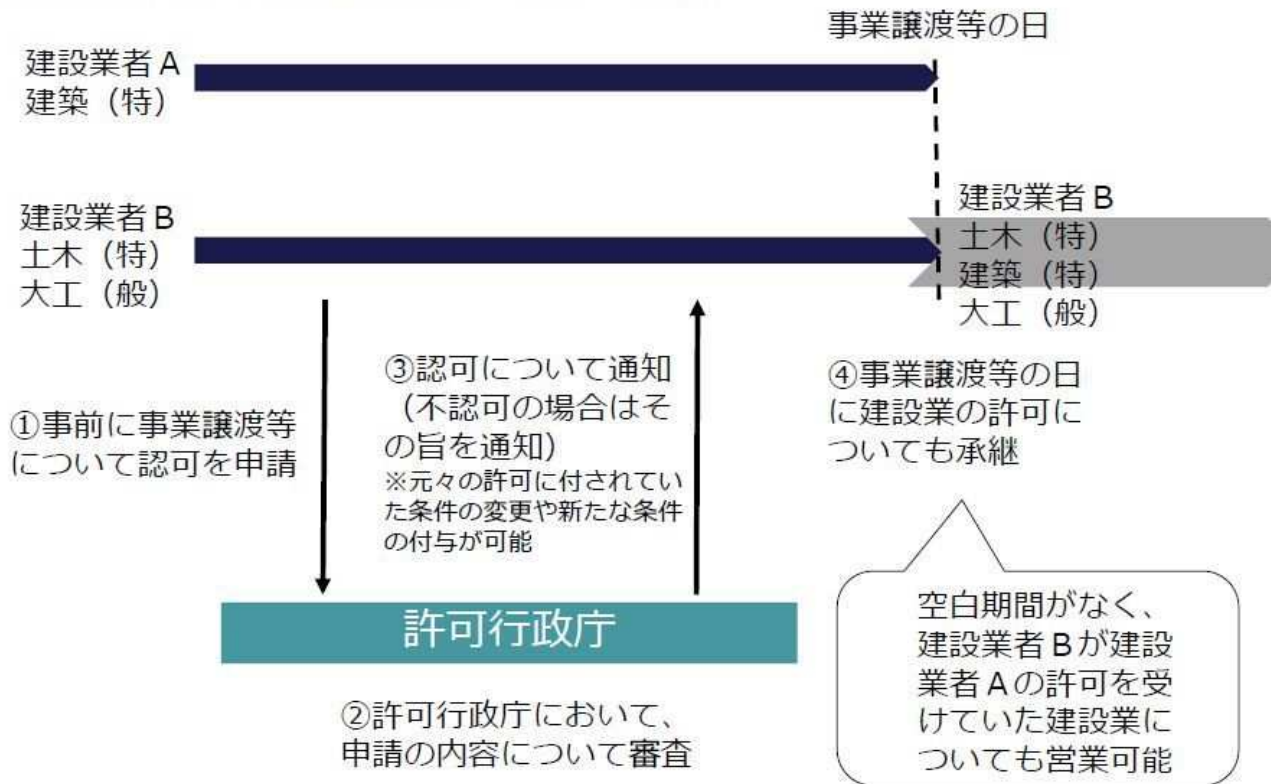 事業譲渡等の日
建設業者A
建築（特）
建設業者B
土木（特）
大工（般）
建設業者B
土木（特）
建築（特）
大工（般）
①事前に事業譲渡等
について認可を申請
③認可について通知
（不認可の場合はそ
の旨を通知）
※元々の許可に付されてい
た条件の変更や新たな条件
の付与が可能
④事業譲渡等の日
に建設業の許可に
ついても承継
許可行政庁
②許可行政庁において、
申請の内容について審査
空白期間がなく、
建設業者Bが建設
業者Aの許可を受
けていた建設業に
ついても営業可能